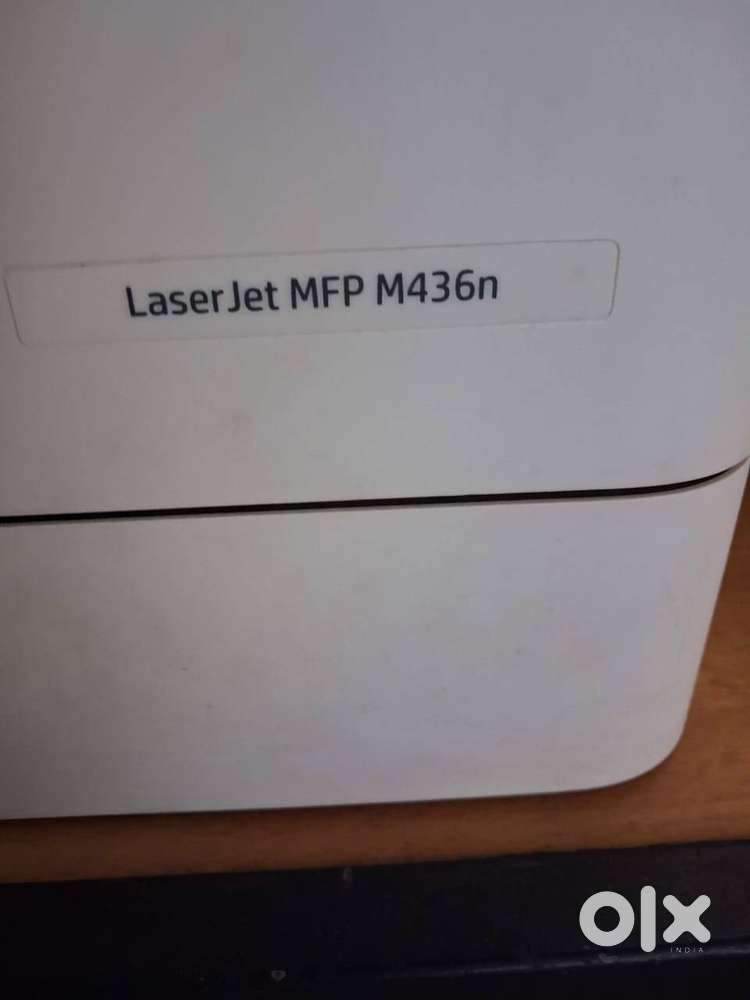 LaserJet MFP M436n
olx
INDIA